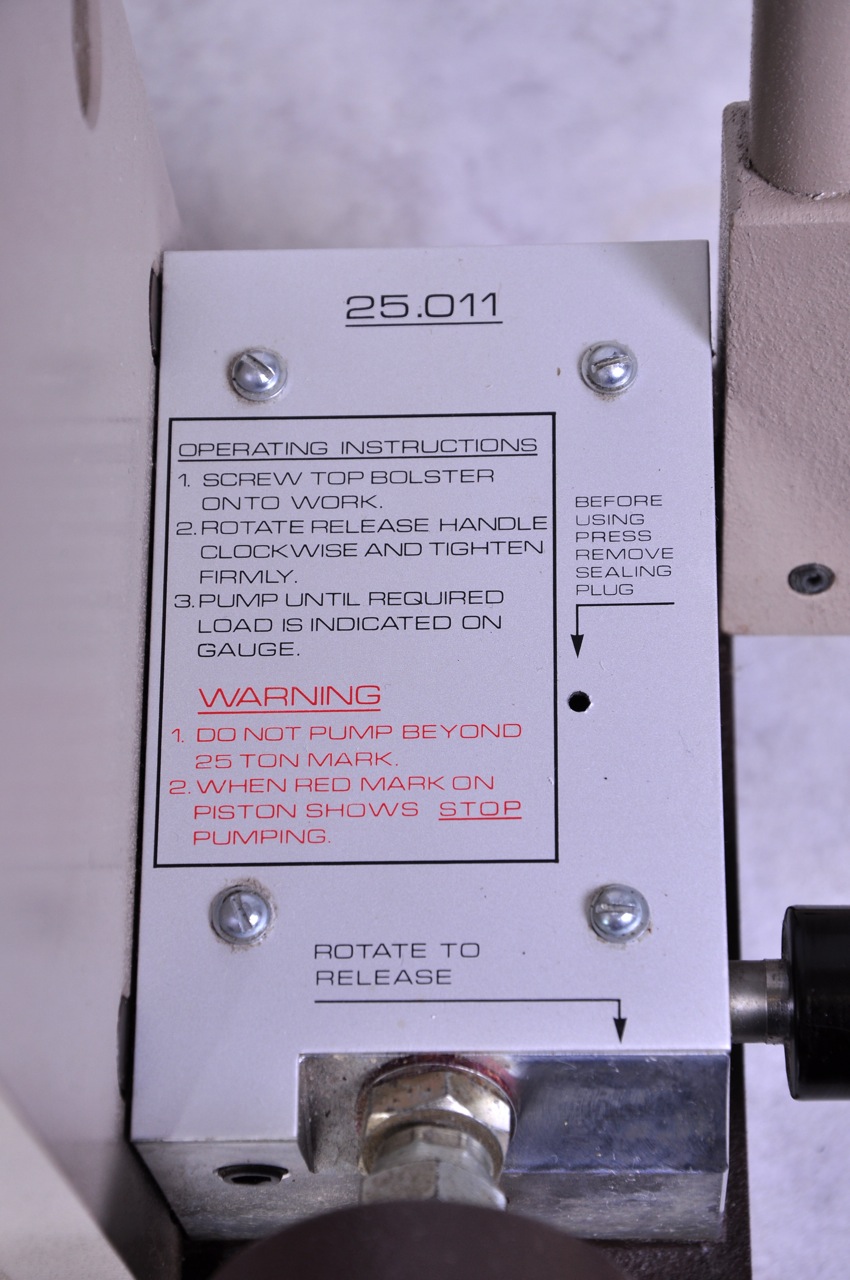 25.011
OPERATING INSTRUCTIONS
1. SCREW TOP BOLSTER
ONTO WORK.
2. ROTATE RELEASE HANDLE
CLOCKWISE AND TIGHTEN
FIRMLY.
3. PUMP UNTIL REQUIRED
LOAD IS INDICATED ON
GAUGE.
WARNING
1. DO NOT PUMP BEYOND
25 TON MARK.
2. WHEN RED MARK ON
PISTON SHOWS STOP
PUMPING.
BEFORE
USING
PRESS
REMOVE
SEALING
PLUG
ROTATE TO
RELEASE